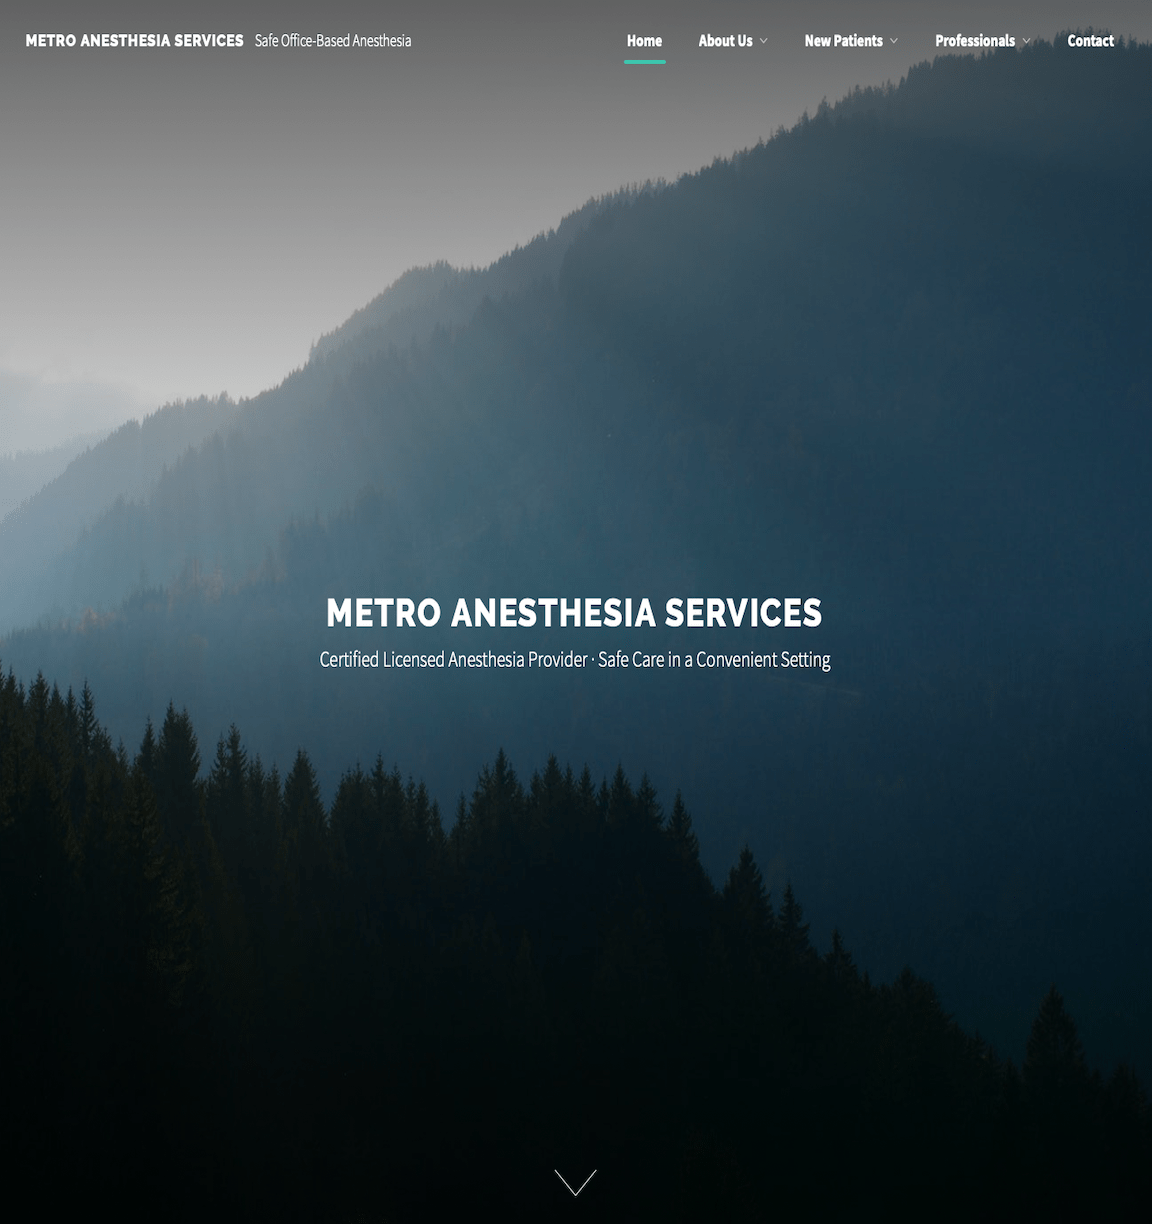 METRO ANESTHESIA SERVICES Safe Office-Based Anesthesia
Home About Us New Patients Professionals Contact
METRO ANESTHESIA SERVICES
Certified Licensed Anesthesia Provider · Safe Care in a Convenient Setting